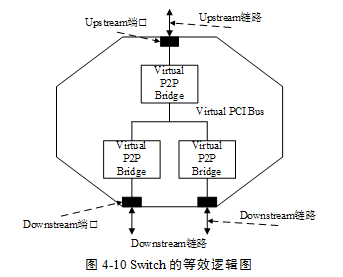 Upstream链路
Upstream端口
Virtual
P2P
Bridge
Virtual PCI Bus
Virtual
P2P
Bridge
Virtual
P2P
Bridge
Downstream端口
Downstream链路
Downstream链路
图 4-10 Switch 的等效逻辑图